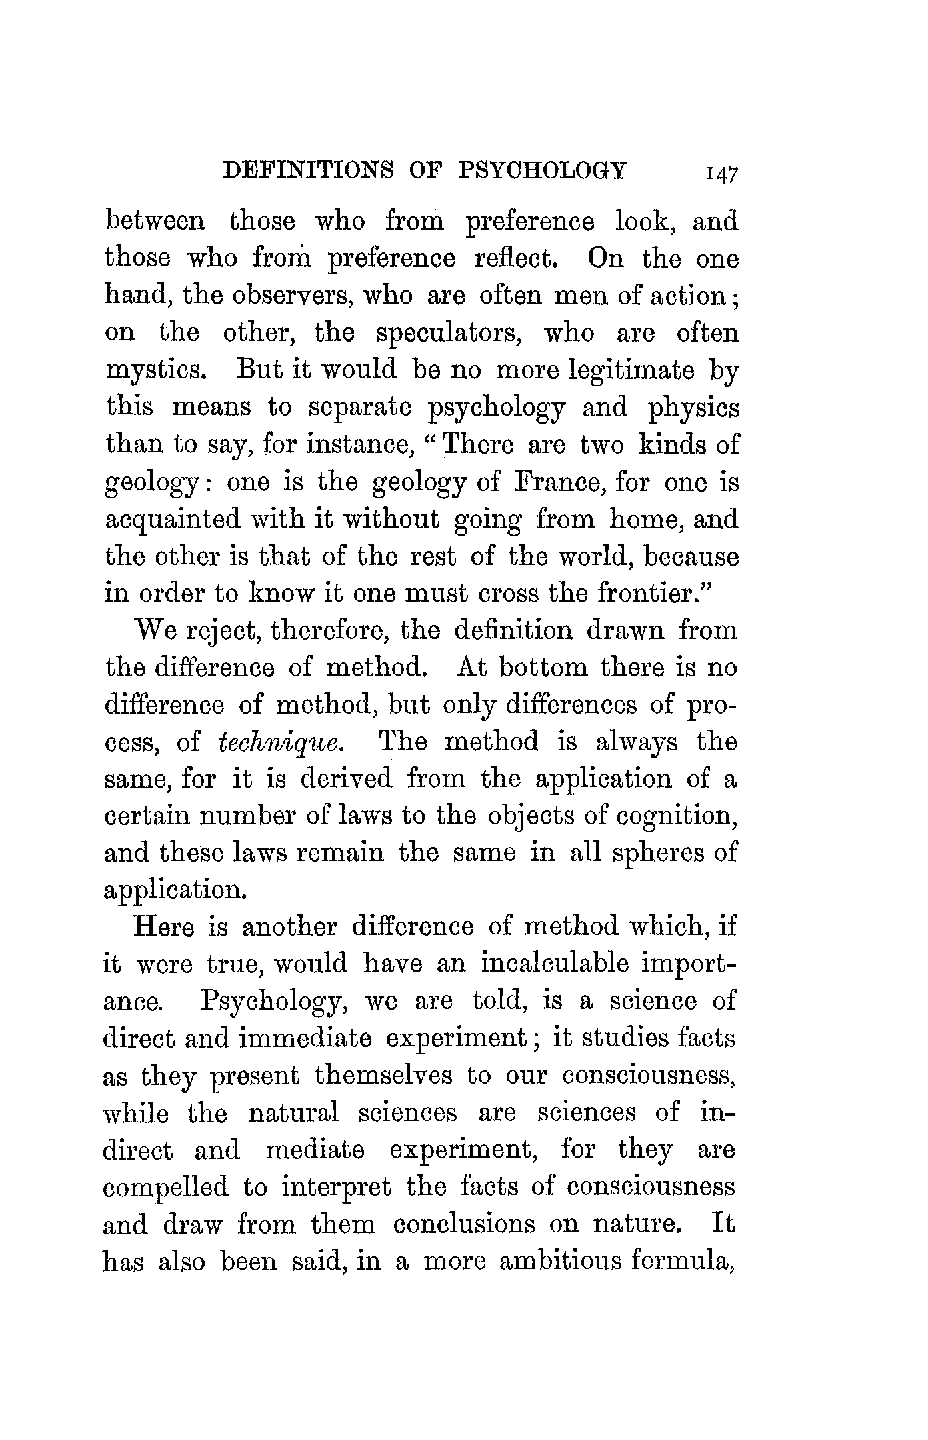 DEFINITIONS OF PSYCHOLOGY 147
between those who from preference look, and
those who from preference reflect. On the one
hand, the observers, who are often men of action;
on the other, the speculators, who are often
mystics. But it would be no more legitimate by
this means to separate psychology and physics
than to say, for instance, “There are two kinds of
geology: one is the geology of France, for one is
acquainted with it without going from home, and
the other is that of the rest of the world, because
in order to know it one must cross the frontier.”
We reject, therefore, the definition drawn from
the difference of method. At bottom there is no
difference of method, but only differences of pro-
cess, of technique. The method is always the
same, for it is derived from the application of a
certain number of laws to the objects of cognition,
and these laws remain the same in all spheres of
application.
Here is another difference of method which, if
it were true, would have an incalculable import-
ance. Psychology, we are told, is a science of
direct and immediate experiment; it studies facts
as they present themselves to our consciousness,
while the natural sciences are sciences of in-
direct and mediate experiment, for they are
compelled to interpret the facts of consciousness
and draw from them conclusions on nature. It
has also been said, in a more ambitious formula,